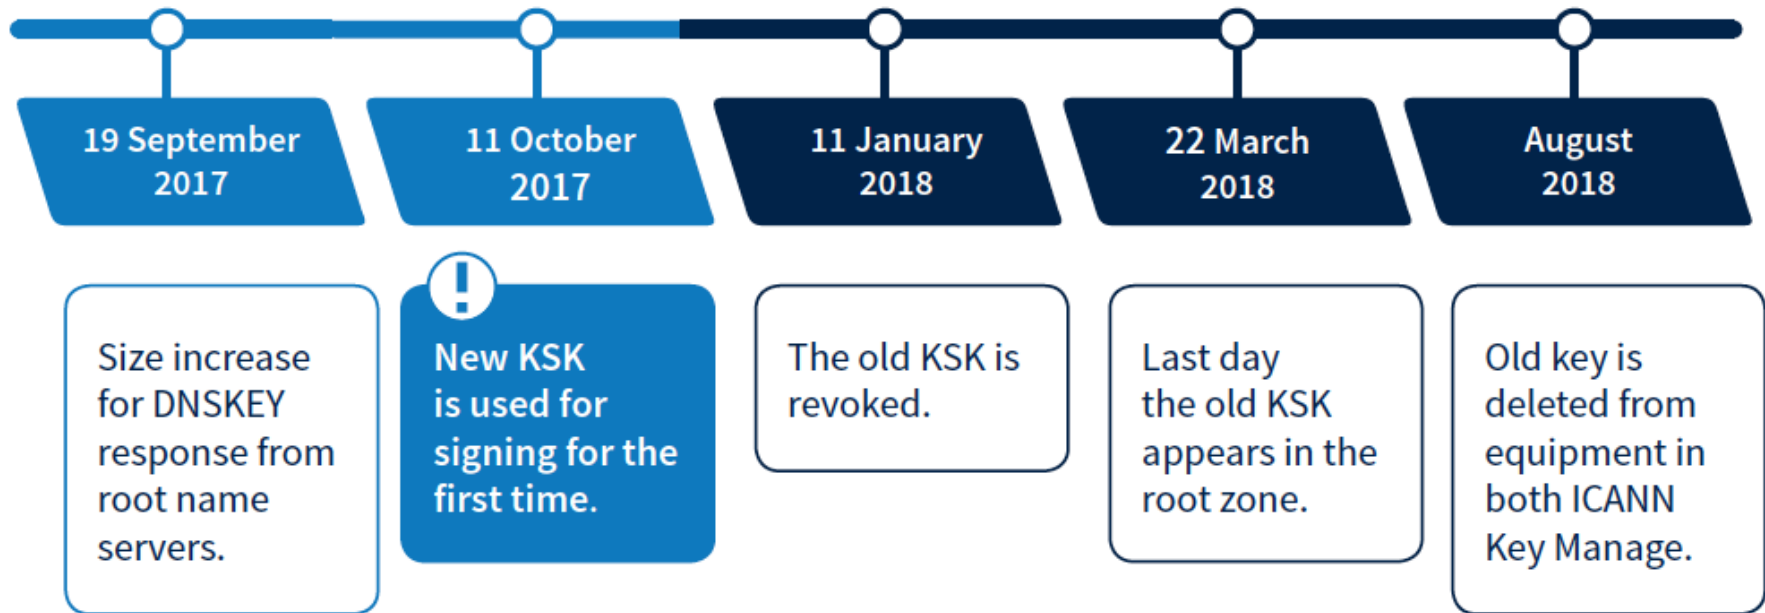 19 September
2017
11 October
2017
11 January
2018
22 March
2018
August
2018
Size increase
for DNSKEY
response from
root name
servers.
!
New KSK
is used for
signing for the
first time.
The old KSK is
revoked.
Last day
the old KSK
appears in the
root zone.
Old key is
deleted from
equipment in
both ICANN
Key Manage.